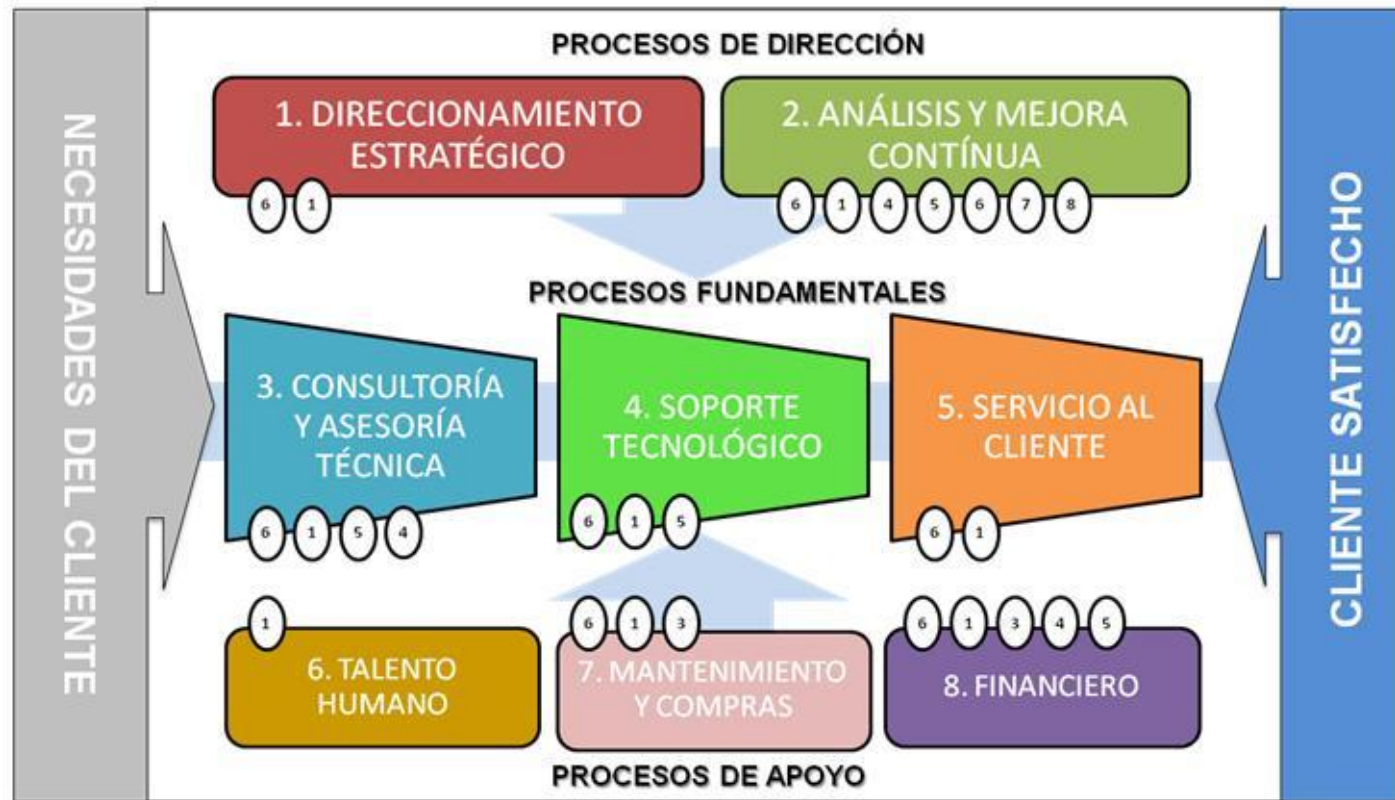 PROCESOS DE DIRECCIÓN
1. DIRECCIONAMIENTO
ESTRATÉGICO
6 1
2. ANÁLISIS Y MEJORA
CONTÍNUA
6 1 4 5 6 7 8
NECESIDADES DEL CLIENTE
PROCESOS FUNDAMENTALES
3. CONSULTORÍA
Y ASESORÍA
TÉCNICA
6 1 5 4
4. SOPORTE
TECNOLÓGICO
6 1 5
5. SERVICIO AL
CLIENTE
6 1
CLIENTE SATISFECHO
1
6. TALENTO
HUMANO
6 1 3
7. MANTENIMIENTO
Y COMPRAS
6 1 3 4 5
8. FINANCIERO
PROCESOS DE APOYO